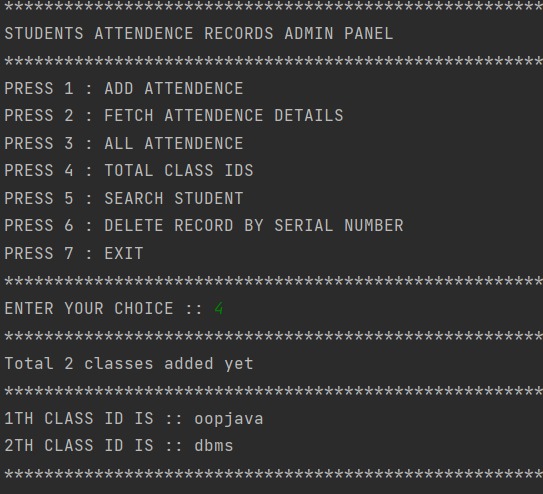 ******************************************************
STUDENTS ATTENDENCE RECORDS ADMIN PANEL
******************************************************
PRESS 1 : ADD ATTENDENCE
PRESS 2 : FETCH ATTENDENCE DETAILS
PRESS 3 : ALL ATTENDENCE
PRESS 4 : TOTAL CLASS IDS
PRESS 5 : SEARCH STUDENT
PRESS 6 : DELETE RECORD BY SERIAL NUMBER
PRESS 7 : EXIT
******************************************************
ENTER YOUR CHOICE :: 4
******************************************************
Total 2 classes added yet
******************************************************
1TH CLASS ID IS :: oopjava
2TH CLASS ID IS :: dbms
******************************************************